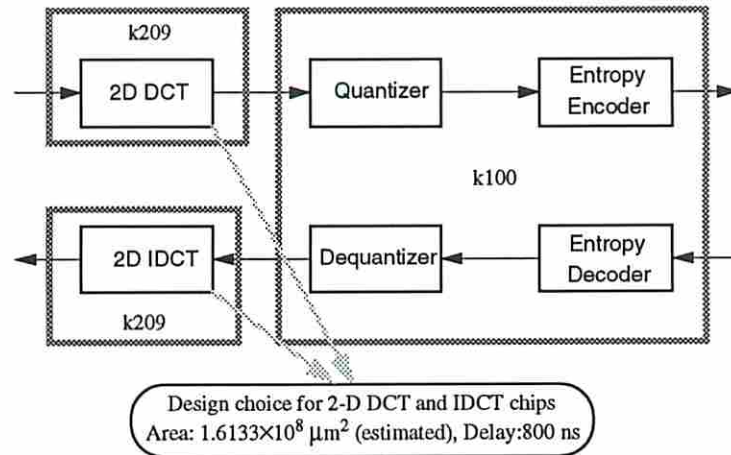 k209
2D DCT
Quantizer
Entropy
Encoder
k100
2D IDCT
Dequantizer
Entropy
Decoder
k209
Design choice for 2-D DCT and IDCT chips
Area: 1.6133×10⁸ μm² (estimated), Delay:800 ns